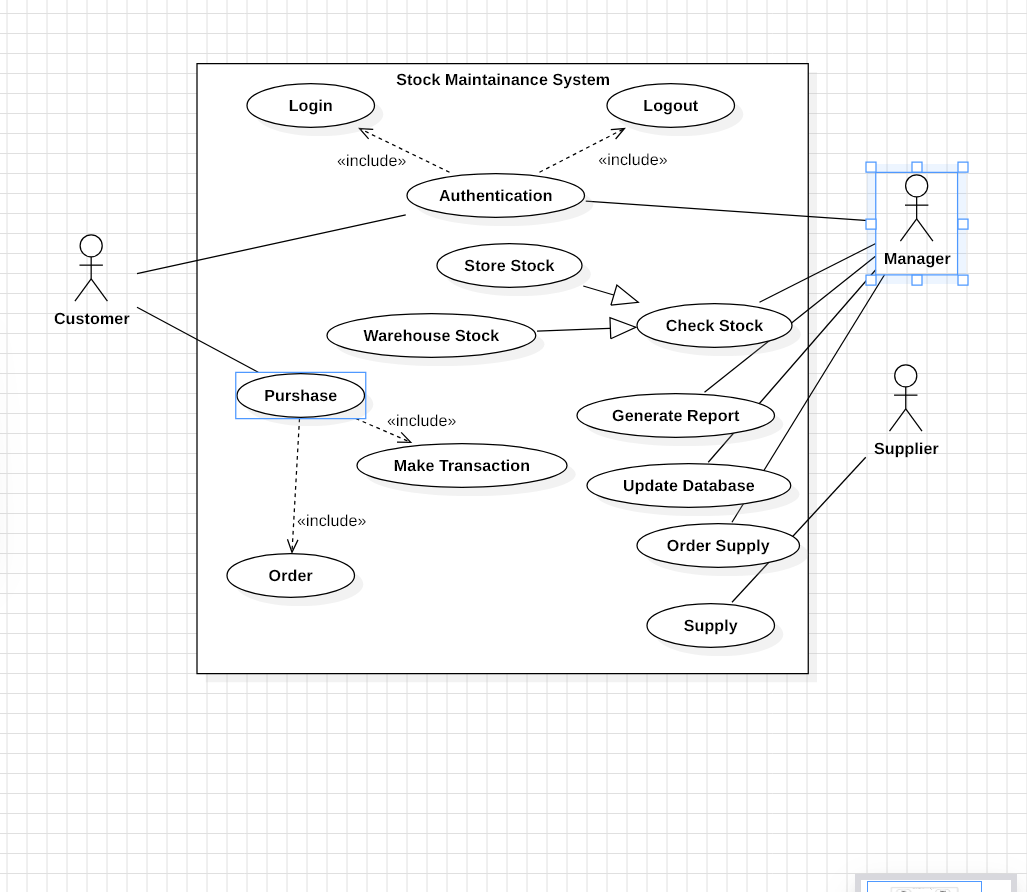 Stock Maintainance System
Login
Logout
«include»
«include»
Authentication
Manager
Store Stock
Customer
Warehouse Stock
Check Stock
Purshase
«include»
Generate Report
Supplier
Make Transaction
Update Database
«include»
Order Supply
Order
Supply